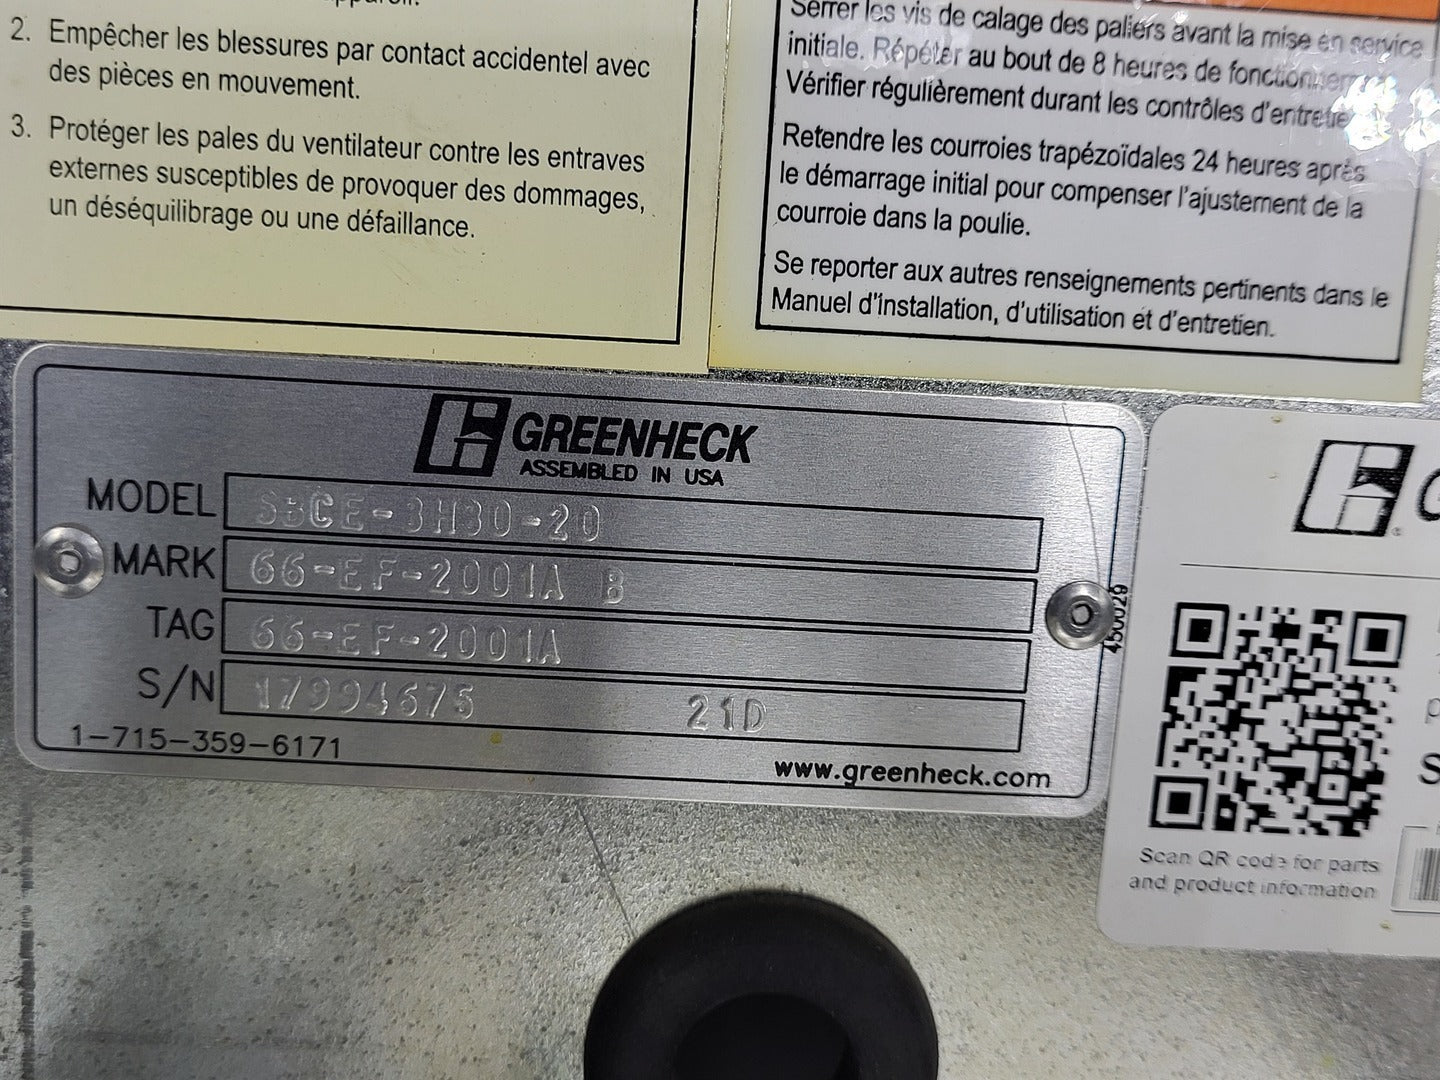 2. Empêcher les blessures par contact accidentel avec
des pièces en mouvement.
3. Protéger les pales du ventilateur contre les entraves
externes susceptibles de provoquer des dommages,
un déséquilibrage ou une défaillance.
Serrer les vis de calage des paliers avant la mise en service
initiale. Répéter au bout de 8 heures de
Vérifier régulièrement durant les contrôles
Retendre les courroies trapézoïdales 24 heures après
le démarrage initial pour compenser l'ajustement de la
courroie dans la poulie.
Se reporter aux autres renseignements pertinents dans le
Manuel d'installation, d'utilisation et d'entretien.
GREENHECK
ASSEMBLED IN USA
MODEL SBCE-3H30-20
MARK 66-EF-2001A B
TAG 66-EF-2001A
S/N 17994675 21D
1-715-359-6171
www.greenheck.com
450029
Scan QR code for parts
and product information